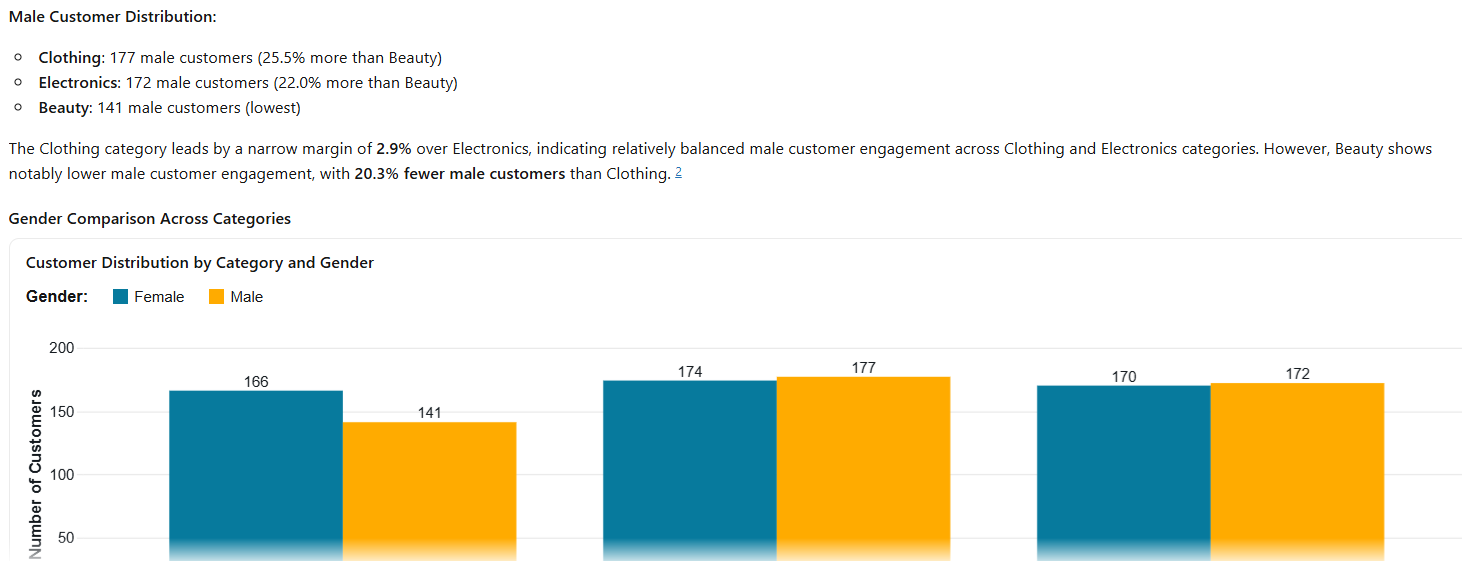 Male Customer Distribution:
Clothing: 177 male customers (25.5% more than Beauty)
Electronics: 172 male customers (22.0% more than Beauty)
Beauty: 141 male customers (lowest)
The Clothing category leads by a narrow margin of 2.9% over Electronics, indicating relatively balanced male customer engagement across Clothing and Electronics categories. However, Beauty shows
notably lower male customer engagement, with 20.3% fewer male customers than Clothing. 2
Gender Comparison Across Categories
Customer Distribution by Category and Gender
Gender: Female Male
200
150
100
50
Number of Customers
166
141
174
177
170
172